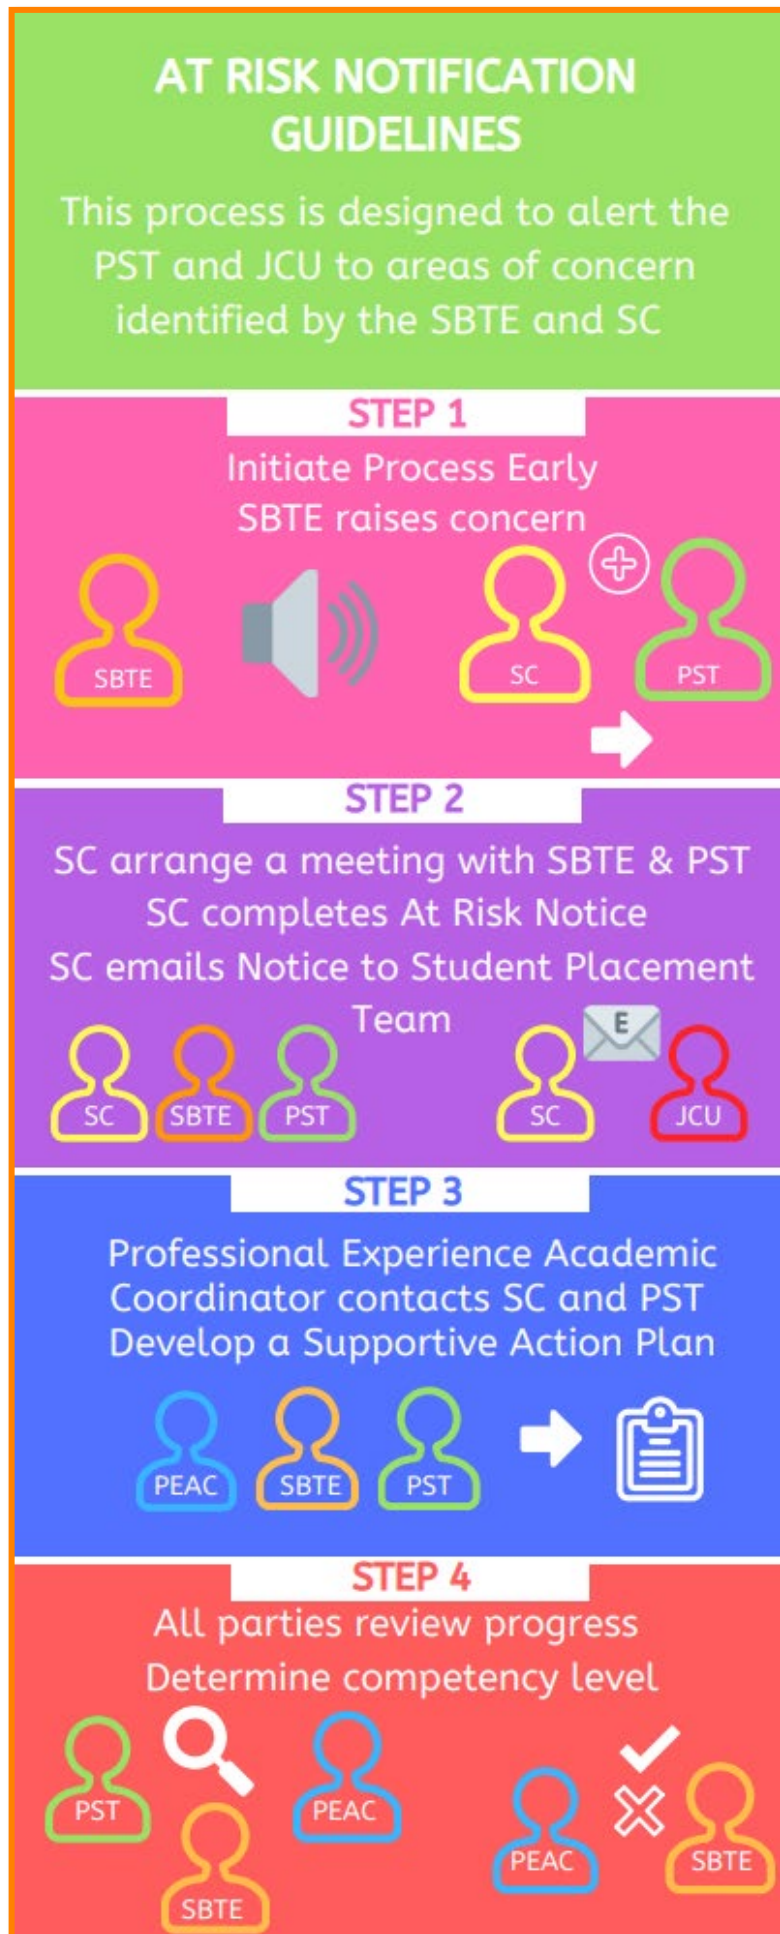 AT RISK NOTIFICATION
GUIDELINES
This process is designed to alert the
PST and JCU to areas of concern
identified by the SBTE and SC
STEP 1
Initiate Process Early
SBTE raises concern
SBTE
SC
PST
STEP 2
SC arrange a meeting with SBTE & PST
SC completes At Risk Notice
SC emails Notice to Student Placement
Team
E
SC
SBTE
PST
SC
JCU
STEP 3
Professional Experience Academic
Coordinator contacts SC and PST
Develop a Supportive Action Plan
PEAC
SBTE
PST
STEP 4
All parties review progress
Determine competency level
PST
PEAC
SBTE
PEAC
SBTE